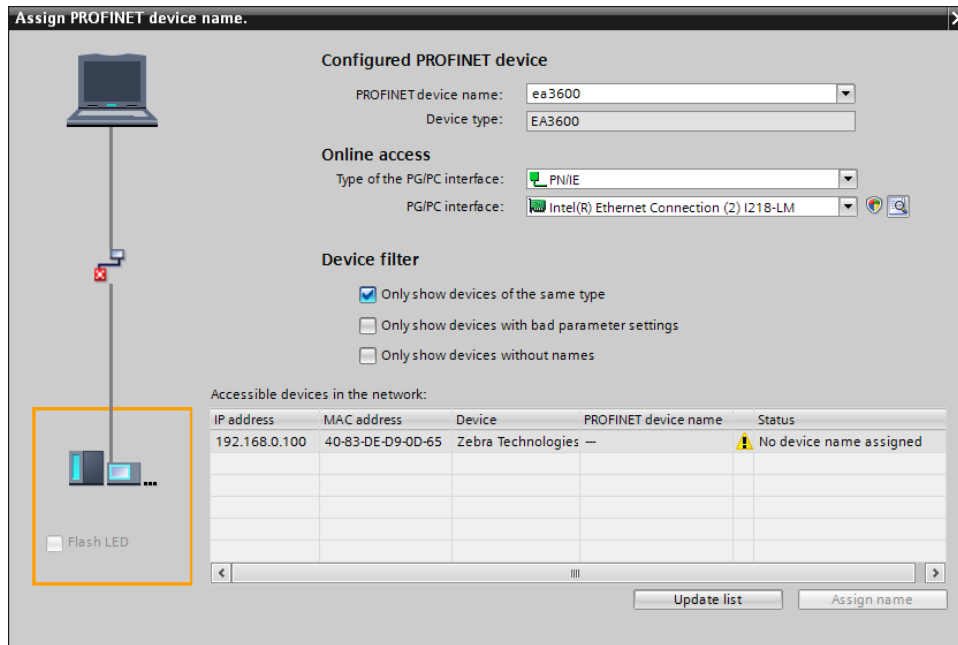 Assign PROFINET device name.
Configured PROFINET device
PROFINET device name: ea3600
Device type: EA3600
Online access
Type of the PG/PC interface: PN/IE
PG/PC interface: Intel(R) Ethernet Connection (2) I218-LM
Device filter
Only show devices of the same type
Only show devices with bad parameter settings
Only show devices without names
Accessible devices in the network:
IP address MAC address Device PROFINET device name Status
192.168.0.100 40-83-DE-D9-0D-65 Zebra Technologies — No device name assigned
Flash LED
Update list Assign name